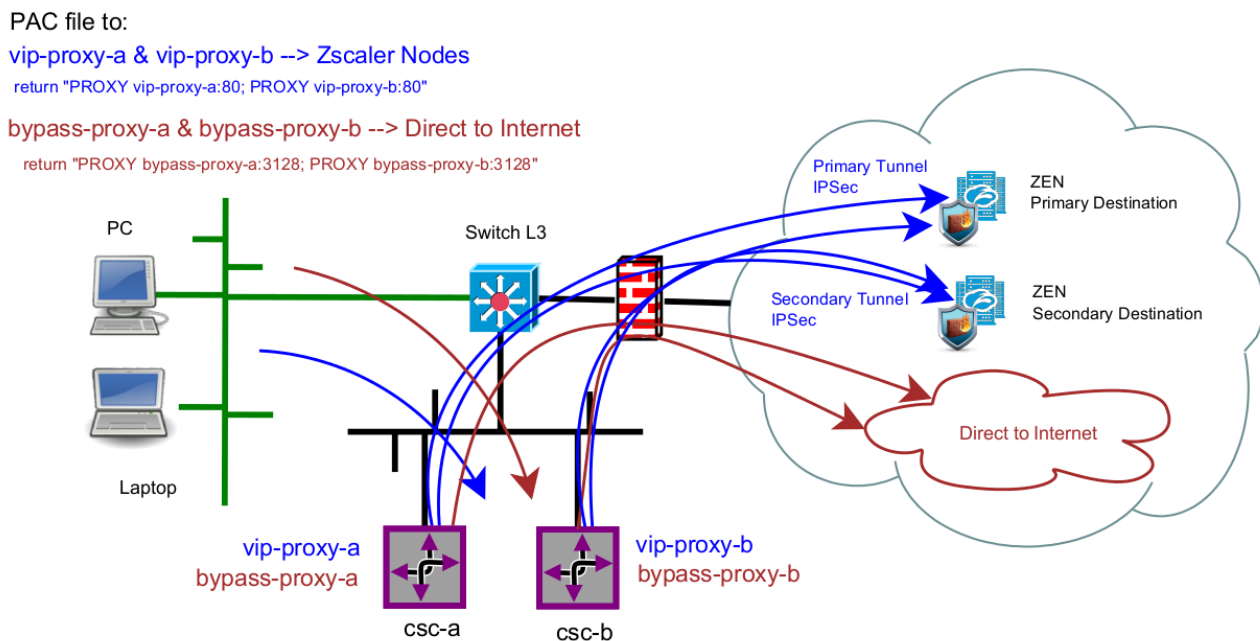 PAC file to:
vip-proxy-a & vip-proxy-b --> Zscaler Nodes
return "PROXY vip-proxy-a:80; PROXY vip-proxy-b:80"
bypass-proxy-a & bypass-proxy-b --> Direct to Internet
return "PROXY bypass-proxy-a:3128; PROXY bypass-proxy-b:3128"
Primary Tunnel
IPSec
ZEN
Primary Destination
PC
Switch L3
Secondary Tunnel
IPSec
ZEN
Secondary Destination
Direct to Internet
Laptop
vip-proxy-a
bypass-proxy-a
vip-proxy-b
bypass-proxy-b
csc-a
csc-b